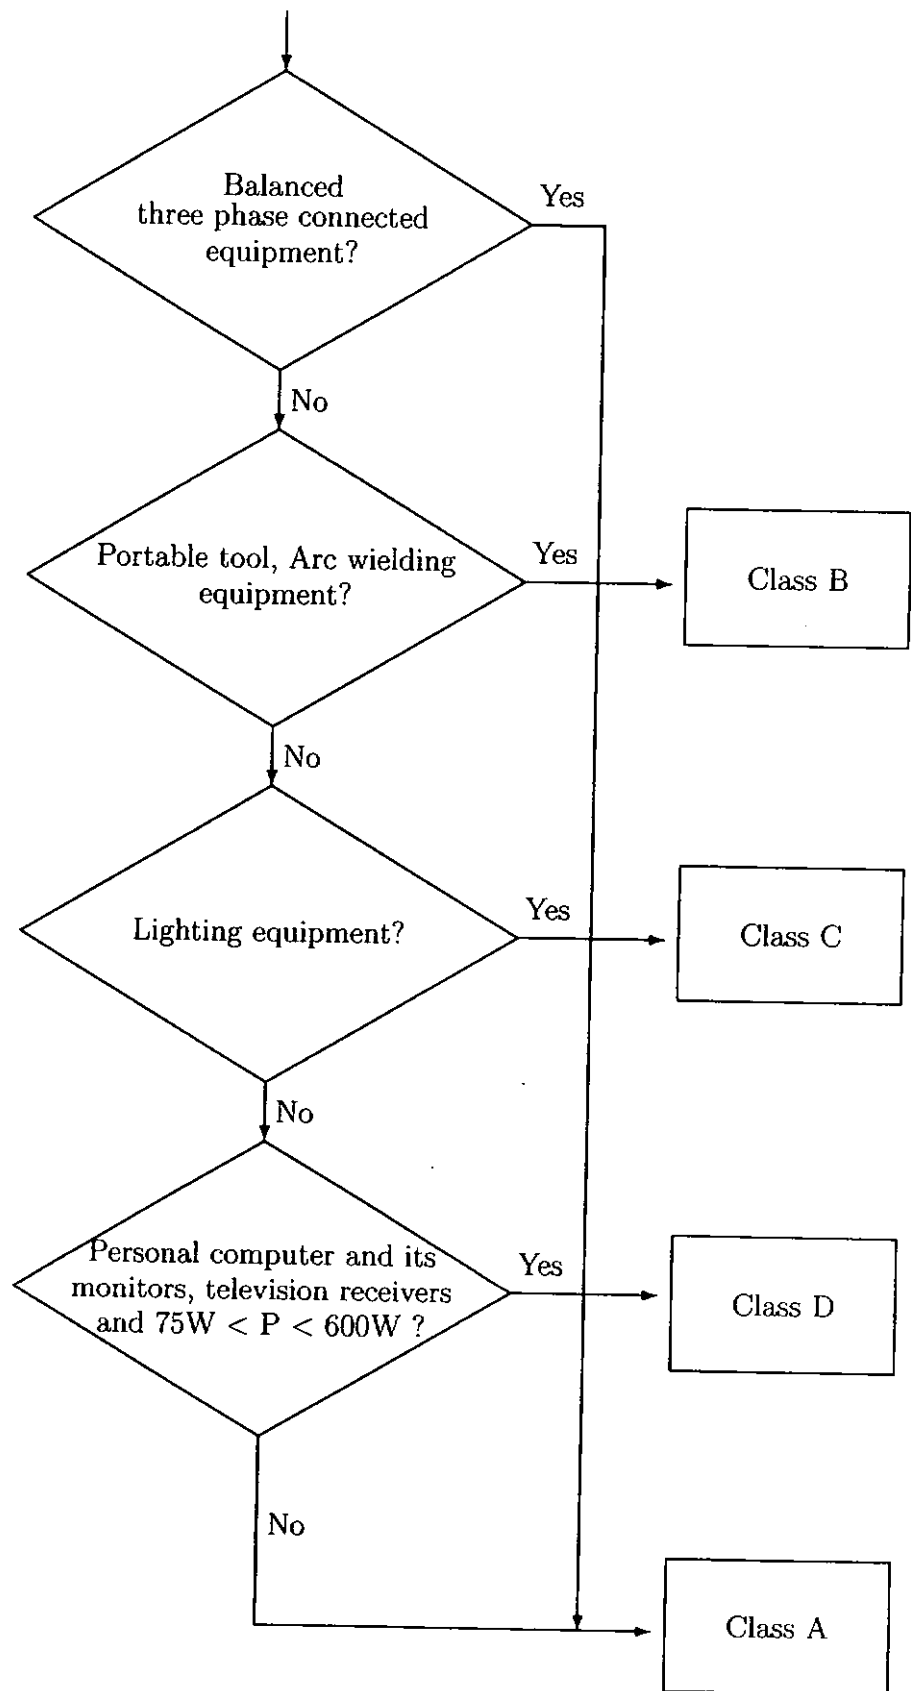 Balanced
three phase connected
equipment?
Yes
No
Portable tool, Arc wielding
equipment?
Yes
Class B
No
Lighting equipment?
Yes
Class C
No
Personal computer and its
monitors, television receivers
and 75W < P < 600W ?
Yes
Class D
No
Class A